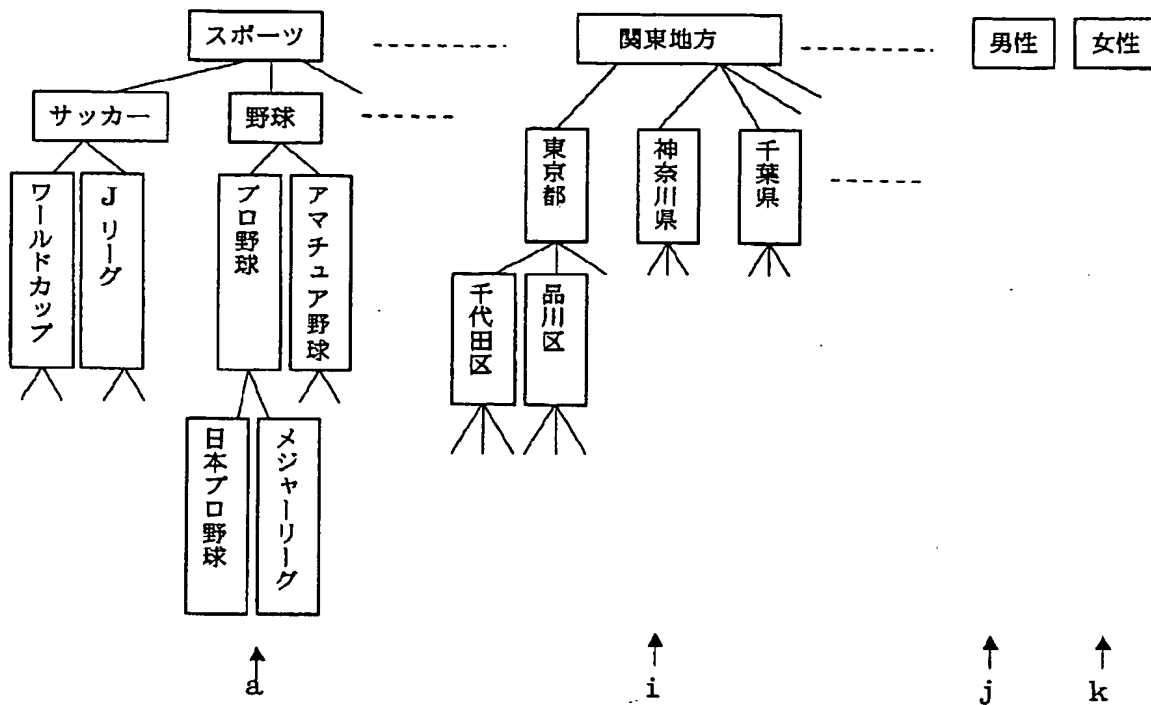 スポーツ
関東地方
男性
女性
サッカー
野球
東京都
神奈川県
千葉県
ワールドカップ
Jリーグ
プロ野球
アマチュア野球
千代田区
品川区
日本プロ野球
メジャーリーグ
a
i
j
k